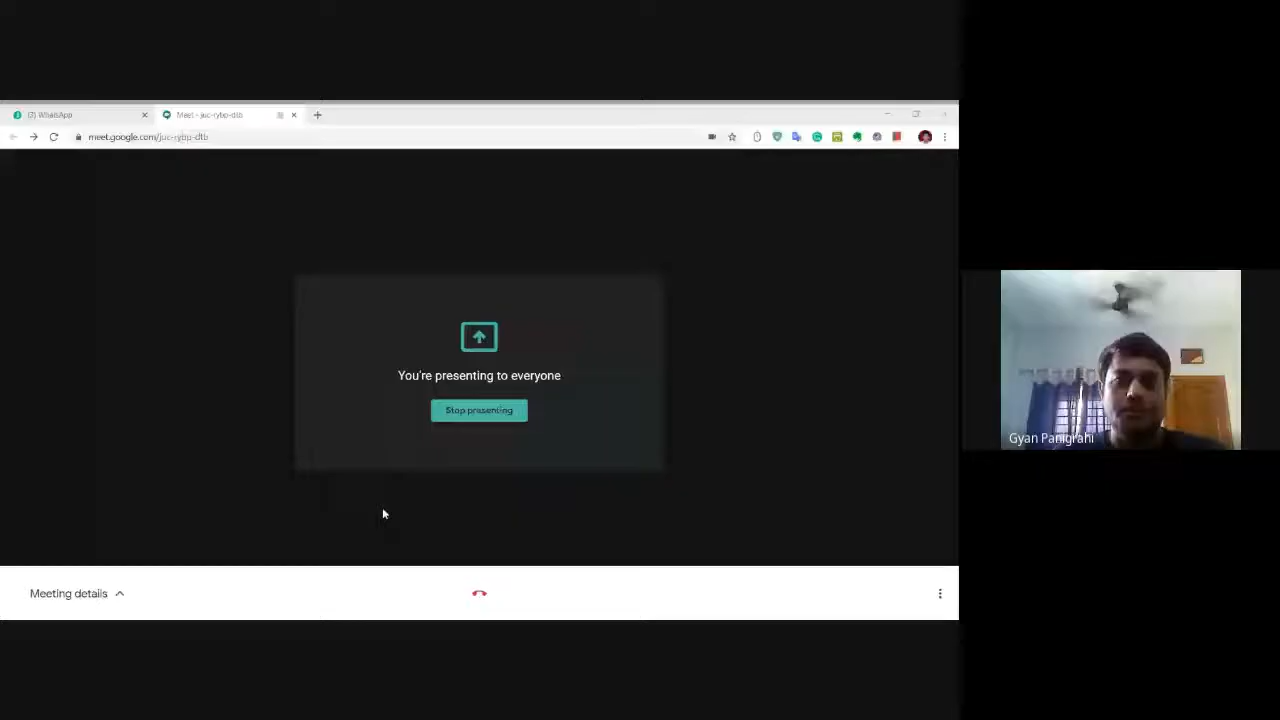 (3) WhatsApp
Meet - juc-rybp-dtb
meet.google.com/juc-rybp-dtb
You're presenting to everyone
Stop presenting
Gyan Panigrahi
Meeting details